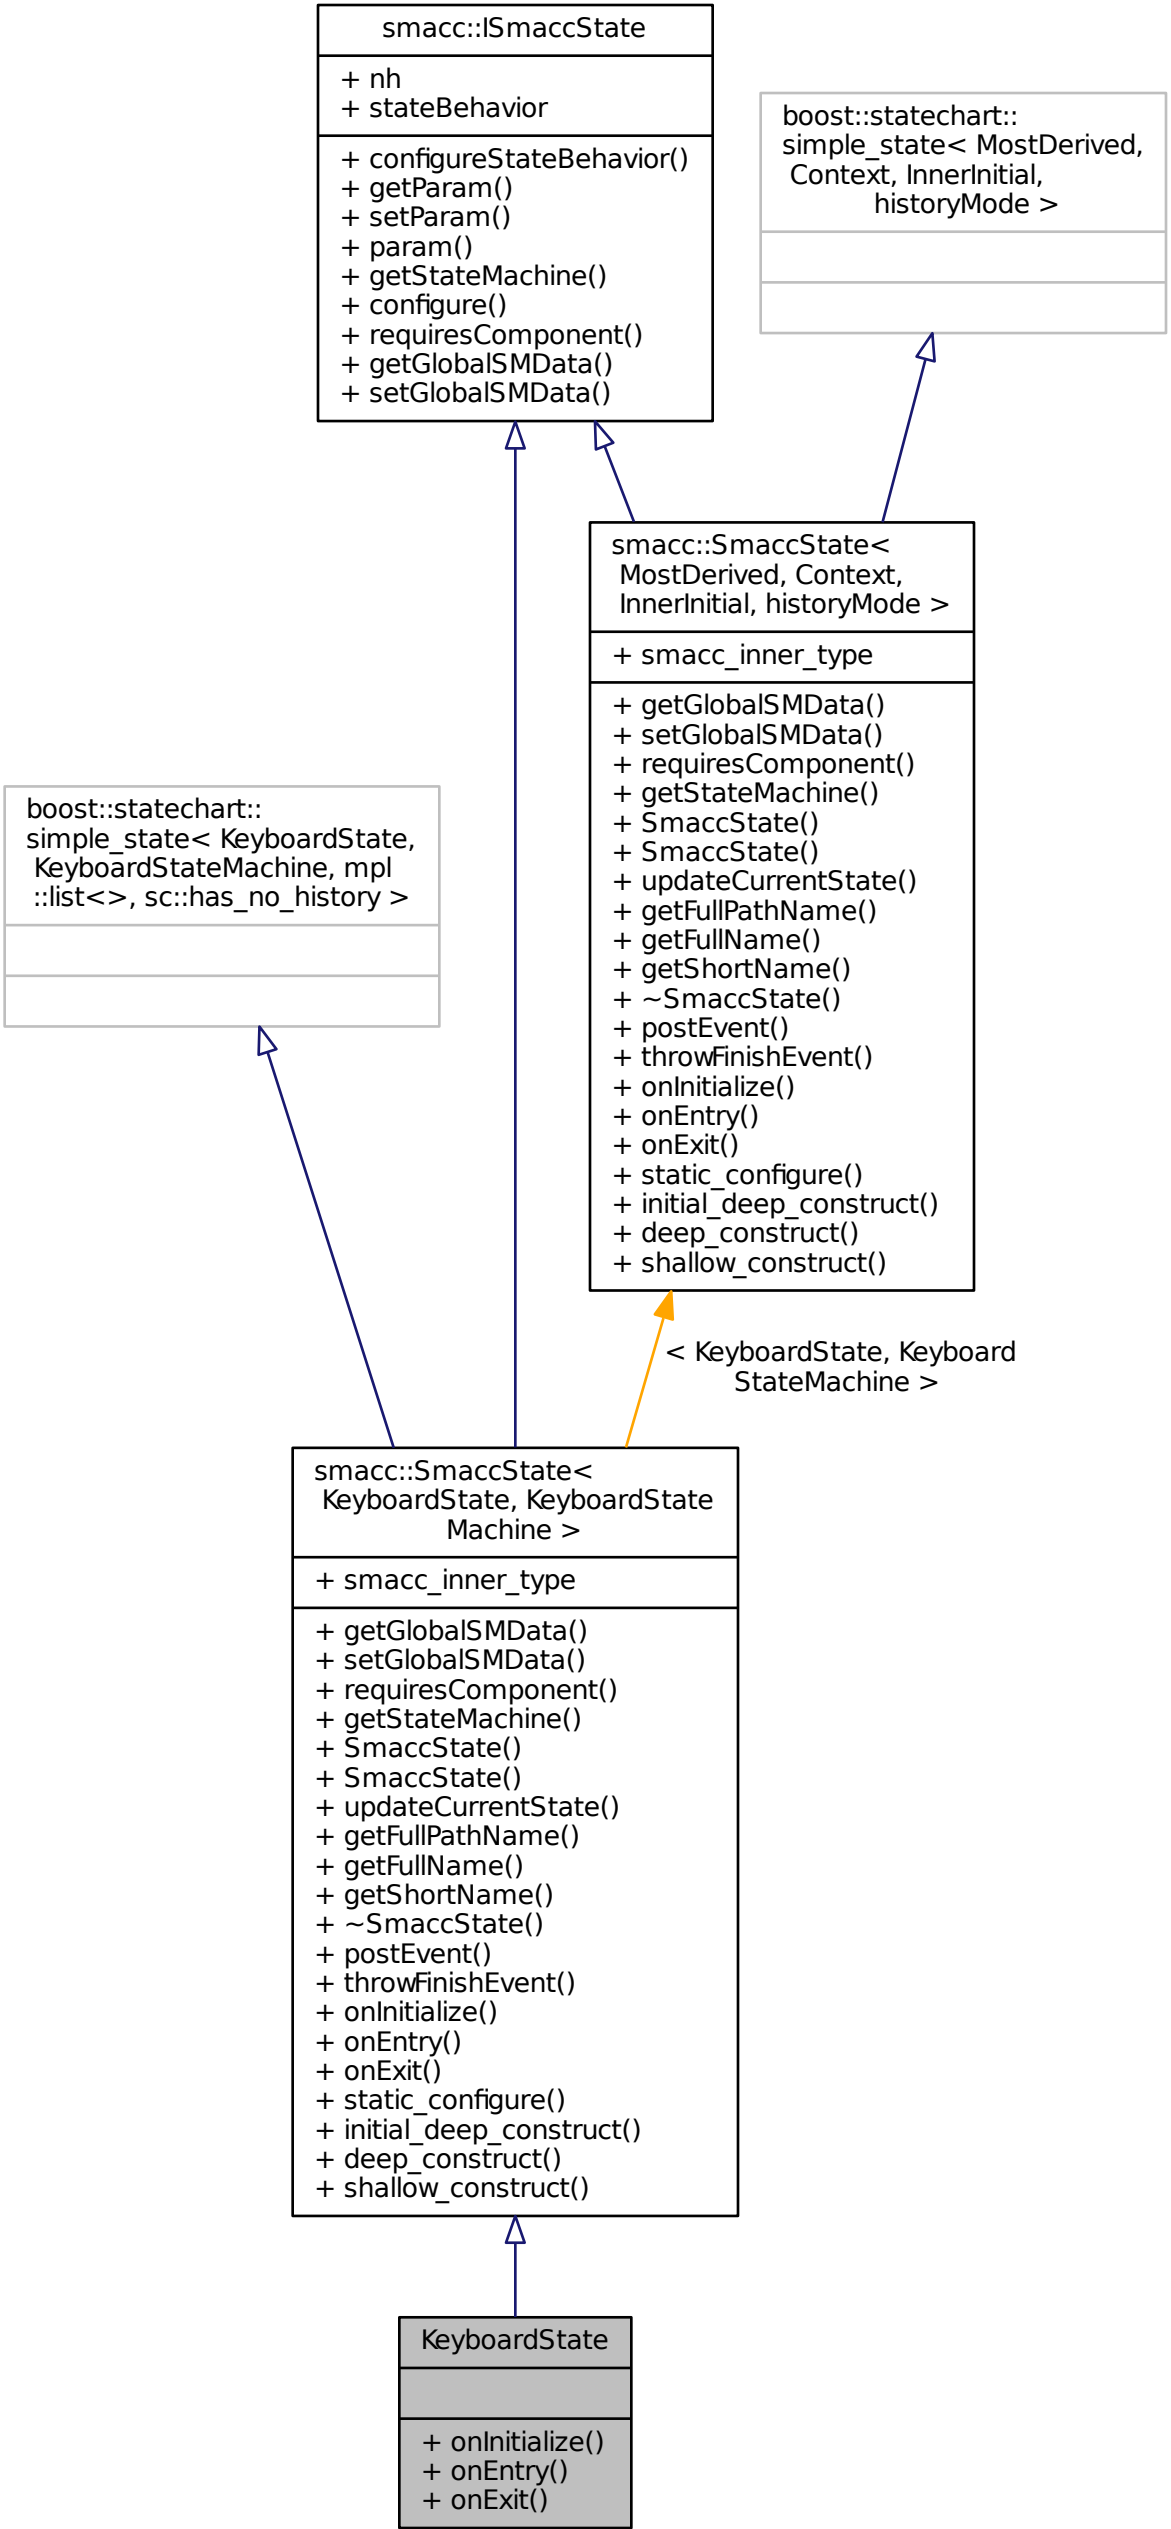 smacc::ISmaccState
+ nh
+ stateBehavior
+ configureStateBehavior()
+ getParam()
+ setParam()
+ param()
+ getStateMachine()
+ configure()
+ requiresComponent()
+ getGlobalSMData()
+ setGlobalSMData()
boost::statechart::
simple_state< MostDerived,
Context, InnerInitial,
historyMode >
smacc::SmaccState<
MostDerived, Context,
InnerInitial, historyMode >
+ smacc_inner_type
+ getGlobalSMData()
+ setGlobalSMData()
+ requiresComponent()
+ getStateMachine()
+ SmaccState()
+ SmaccState()
+ updateCurrentState()
+ getFullPathName()
+ getFullName()
+ getShortName()
+ ~SmaccState()
+ postEvent()
+ throwFinishEvent()
+ onInitialize()
+ onEntry()
+ onExit()
+ static_configure()
+ initial_deep_construct()
+ deep_construct()
+ shallow_construct()
boost::statechart::
simple_state< KeyboardState,
KeyboardStateMachine, mpl
::list<>, sc::has_no_history >
< KeyboardState, Keyboard
StateMachine >
smacc::SmaccState<
KeyboardState, KeyboardState
Machine >
+ smacc_inner_type
+ getGlobalSMData()
+ setGlobalSMData()
+ requiresComponent()
+ getStateMachine()
+ SmaccState()
+ SmaccState()
+ updateCurrentState()
+ getFullPathName()
+ getFullName()
+ getShortName()
+ ~SmaccState()
+ postEvent()
+ throwFinishEvent()
+ onInitialize()
+ onEntry()
+ onExit()
+ static_configure()
+ initial_deep_construct()
+ deep_construct()
+ shallow_construct()
KeyboardState
+ onInitialize()
+ onEntry()
+ onExit()